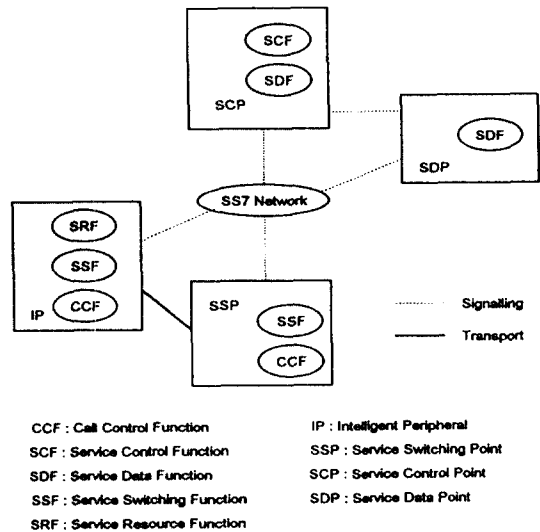 SCF
SDF
SCP
SDF
SDP
SS7 Network
SRF
SSF
CCF
IP
SSP
SSF
CCF
Signalling
Transport
CCF : Call Control Function
SCF : Service Control Function
SDF : Service Data Function
SSF : Service Switching Function
SRF : Service Resource Function
IP : Intelligent Peripheral
SSP : Service Switching Point
SCP : Service Control Point
SDP : Service Data Point